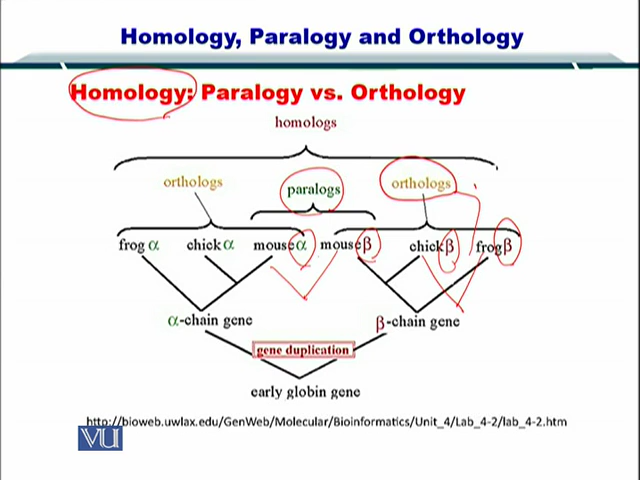 Homology, Paralogy and Orthology
Homology: Paralogy vs. Orthology
homologs
orthologs
paralogs
orthologs
frog α chick α mouse α mouse β chick β frog β
α-chain gene
β-chain gene
gene duplication
early globin gene
http://bioweb.uwlax.edu/GenWeb/Molecular/Bioinformatics/Unit_4/Lab_4-2/lab_4-2.htm
VU